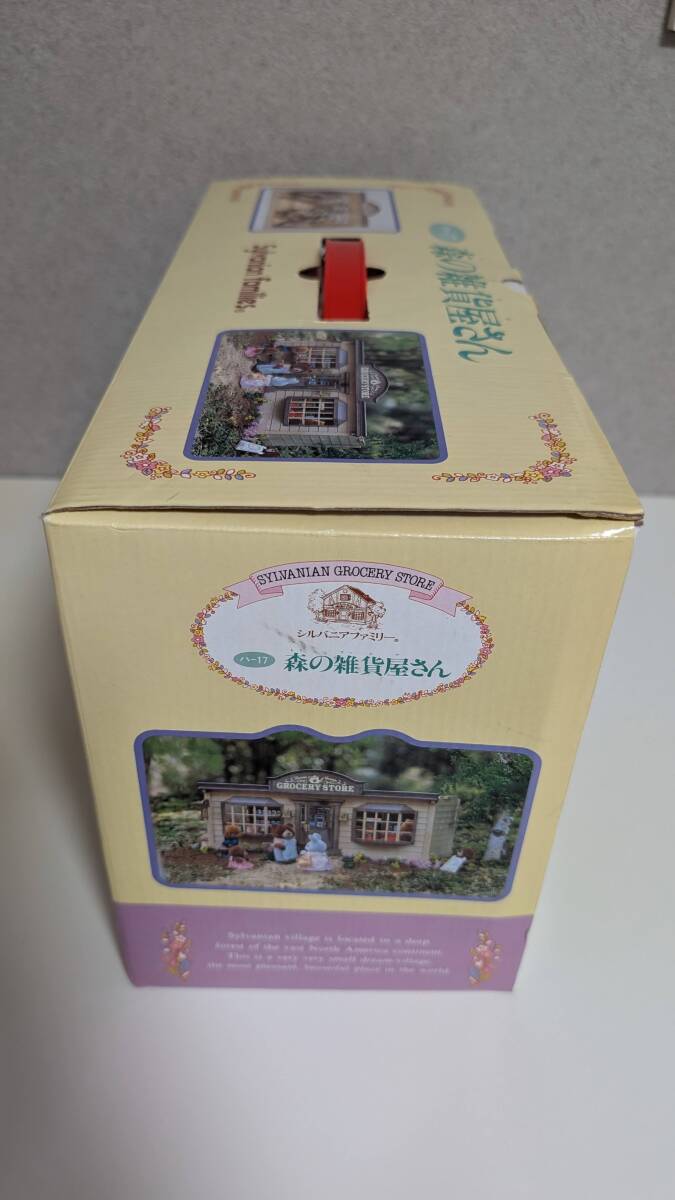 森の雑貨屋さん
Sylvanian Families®
GROCERY STORE
SYLVANIAN GROCERY STORE
シルバニアファミリー®
ハ-17 森の雑貨屋さん
GROCERY STORE
Sylvanian village is located in a deep
forest of the vast North America continent.
This is a very very small dream-village,
the most pleasant, beautiful place in the world.